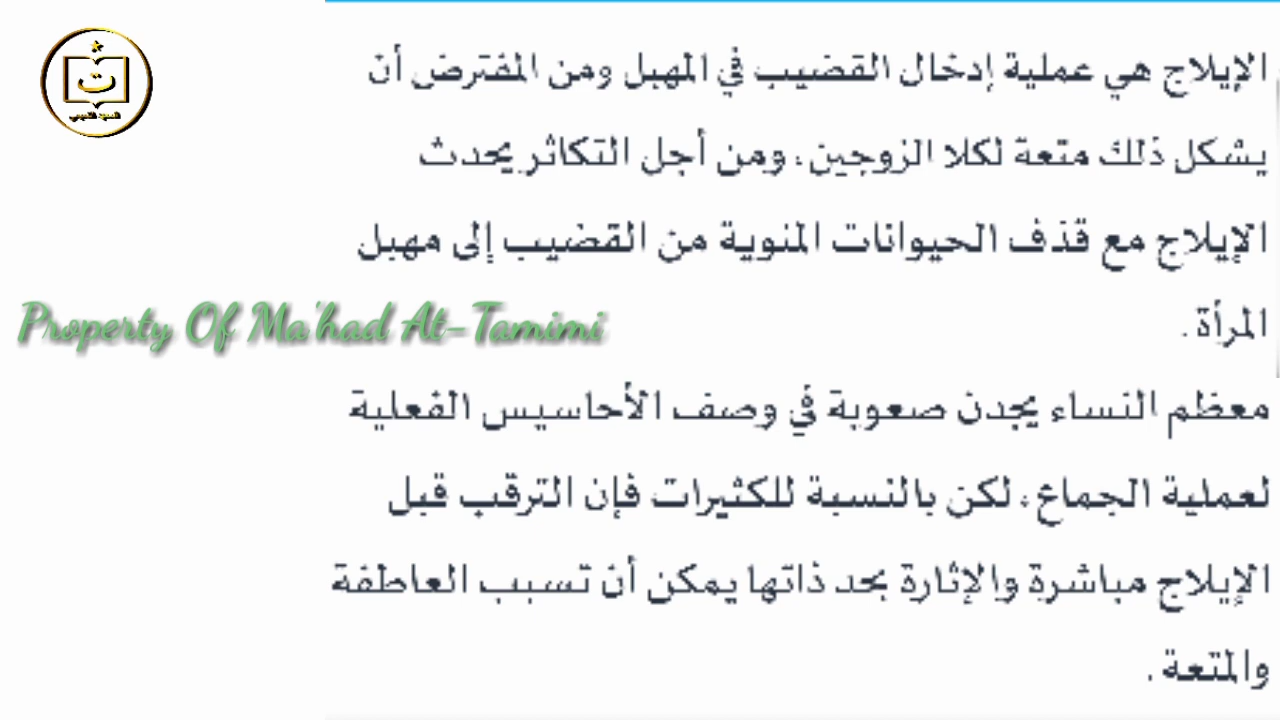 الإيلاج هي عملية إدخال القضيب في المهبل ومن المفترض أن
يشكل ذلك متعة لكلا الزوجين، ومن أجل التكاثر يحدث
الإيلاج مع قذف الحيوانات المنوية من القضيب إلى مهبل
المرأة.
Property Of Ma'had At-Tamimi
معظم النساء يجدن صعوبة في وصف الأحاسيس الفعلية
لعملية الجماع، لكن بالنسبة للكثيرات فإن الترقب قبل
الإيلاج مباشرة والإثارة بحد ذاتها يمكن أن تسبب العاطفة
والمتعة.
ت